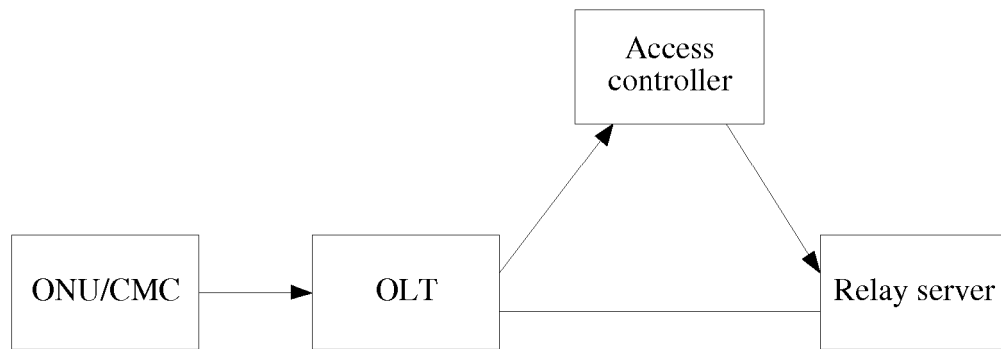 Access
controller
ONU/CMC
OLT
Relay server